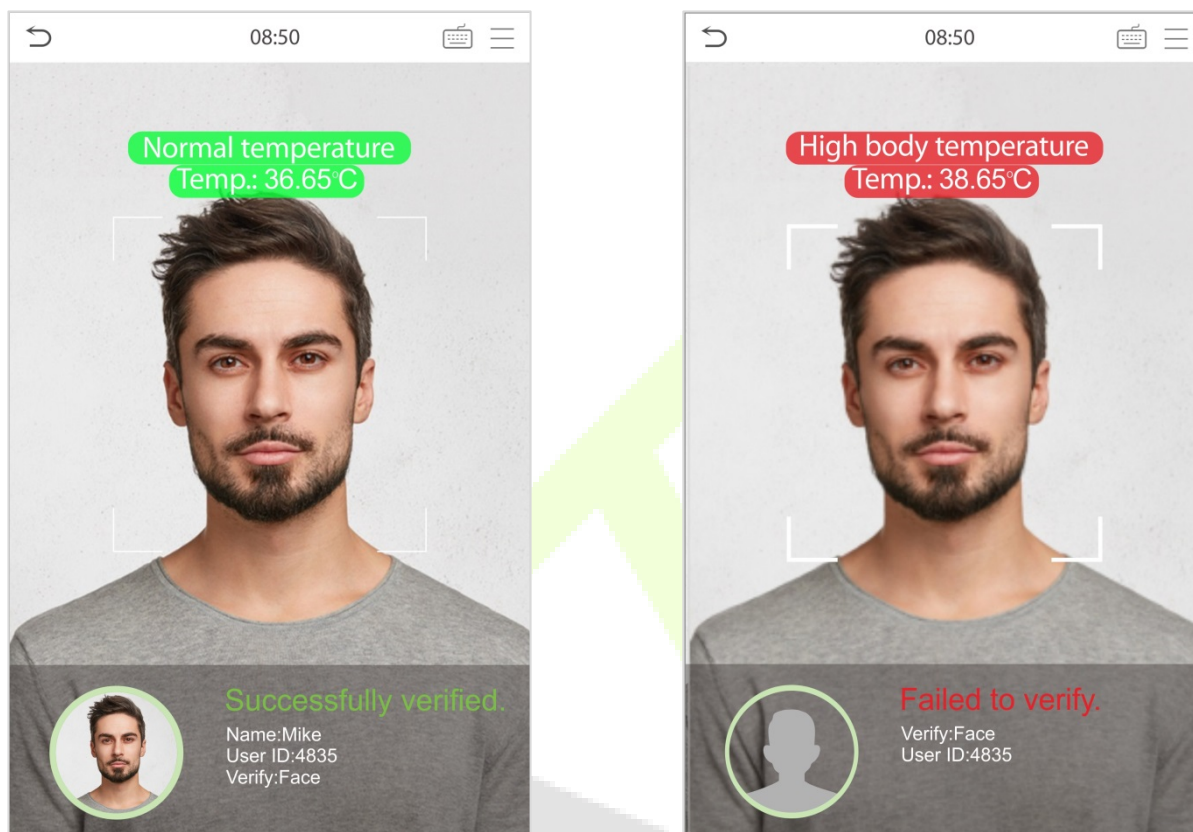 08:50
Normal temperature
Temp.: 36.65°C
Successfully verified.
Name:Mike
User ID:4835
Verify:Face
08:50
High body temperature
Temp.: 38.65°C
Failed to verify.
Verify:Face
User ID:4835